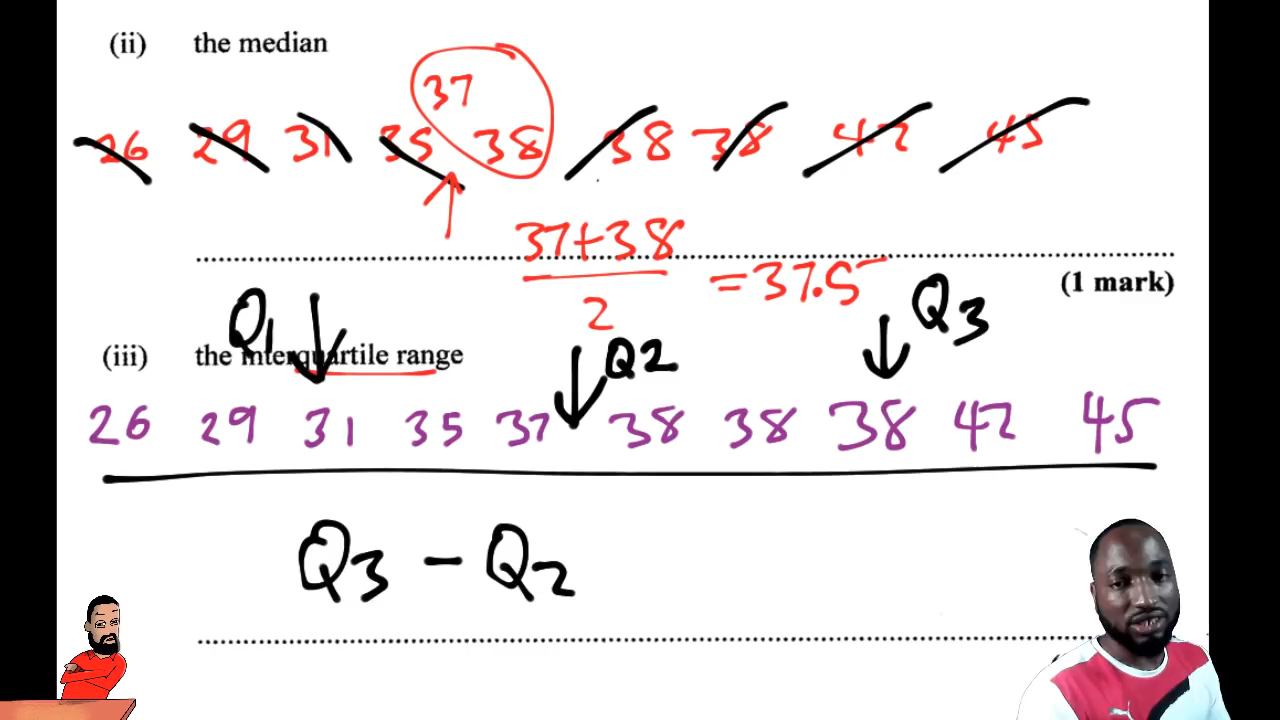 (ii) the median
37
26 29 31 35 38 38 38 42 45
37+38
2
= 37.5
(1 mark)
Q1
Q3
(iii) the interquartile range
Q2
26 29 31 35 37 38 38 38 42 45
Q3 - Q2